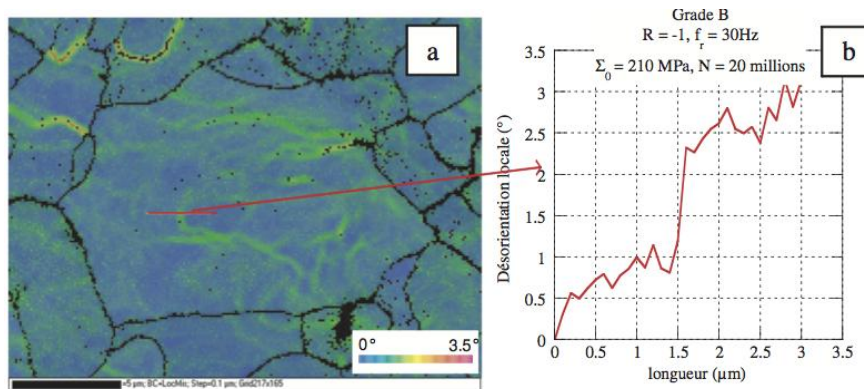 a
0°
3.5°
=5 µm; BC+LocMis; Step=0.1 µm; Grid217x165
Grade B
R = -1, f_r = 30Hz
Σ_0 = 210 MPa, N = 20 millions
b
Désorientation locale (°)
3.5
3
2.5
2
1.5
1
0.5
0
0
0.5
1
1.5
2
2.5
3
3.5
longueur (µm)